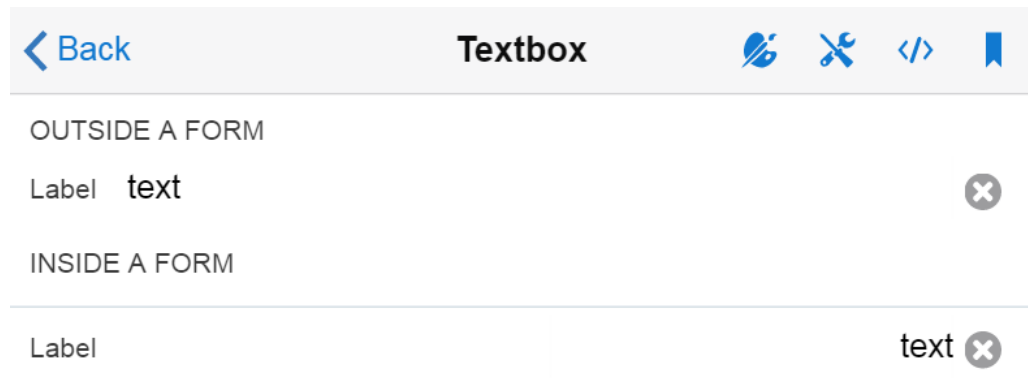 Back Textbox </>
OUTSIDE A FORM
Label text
INSIDE A FORM
Label text